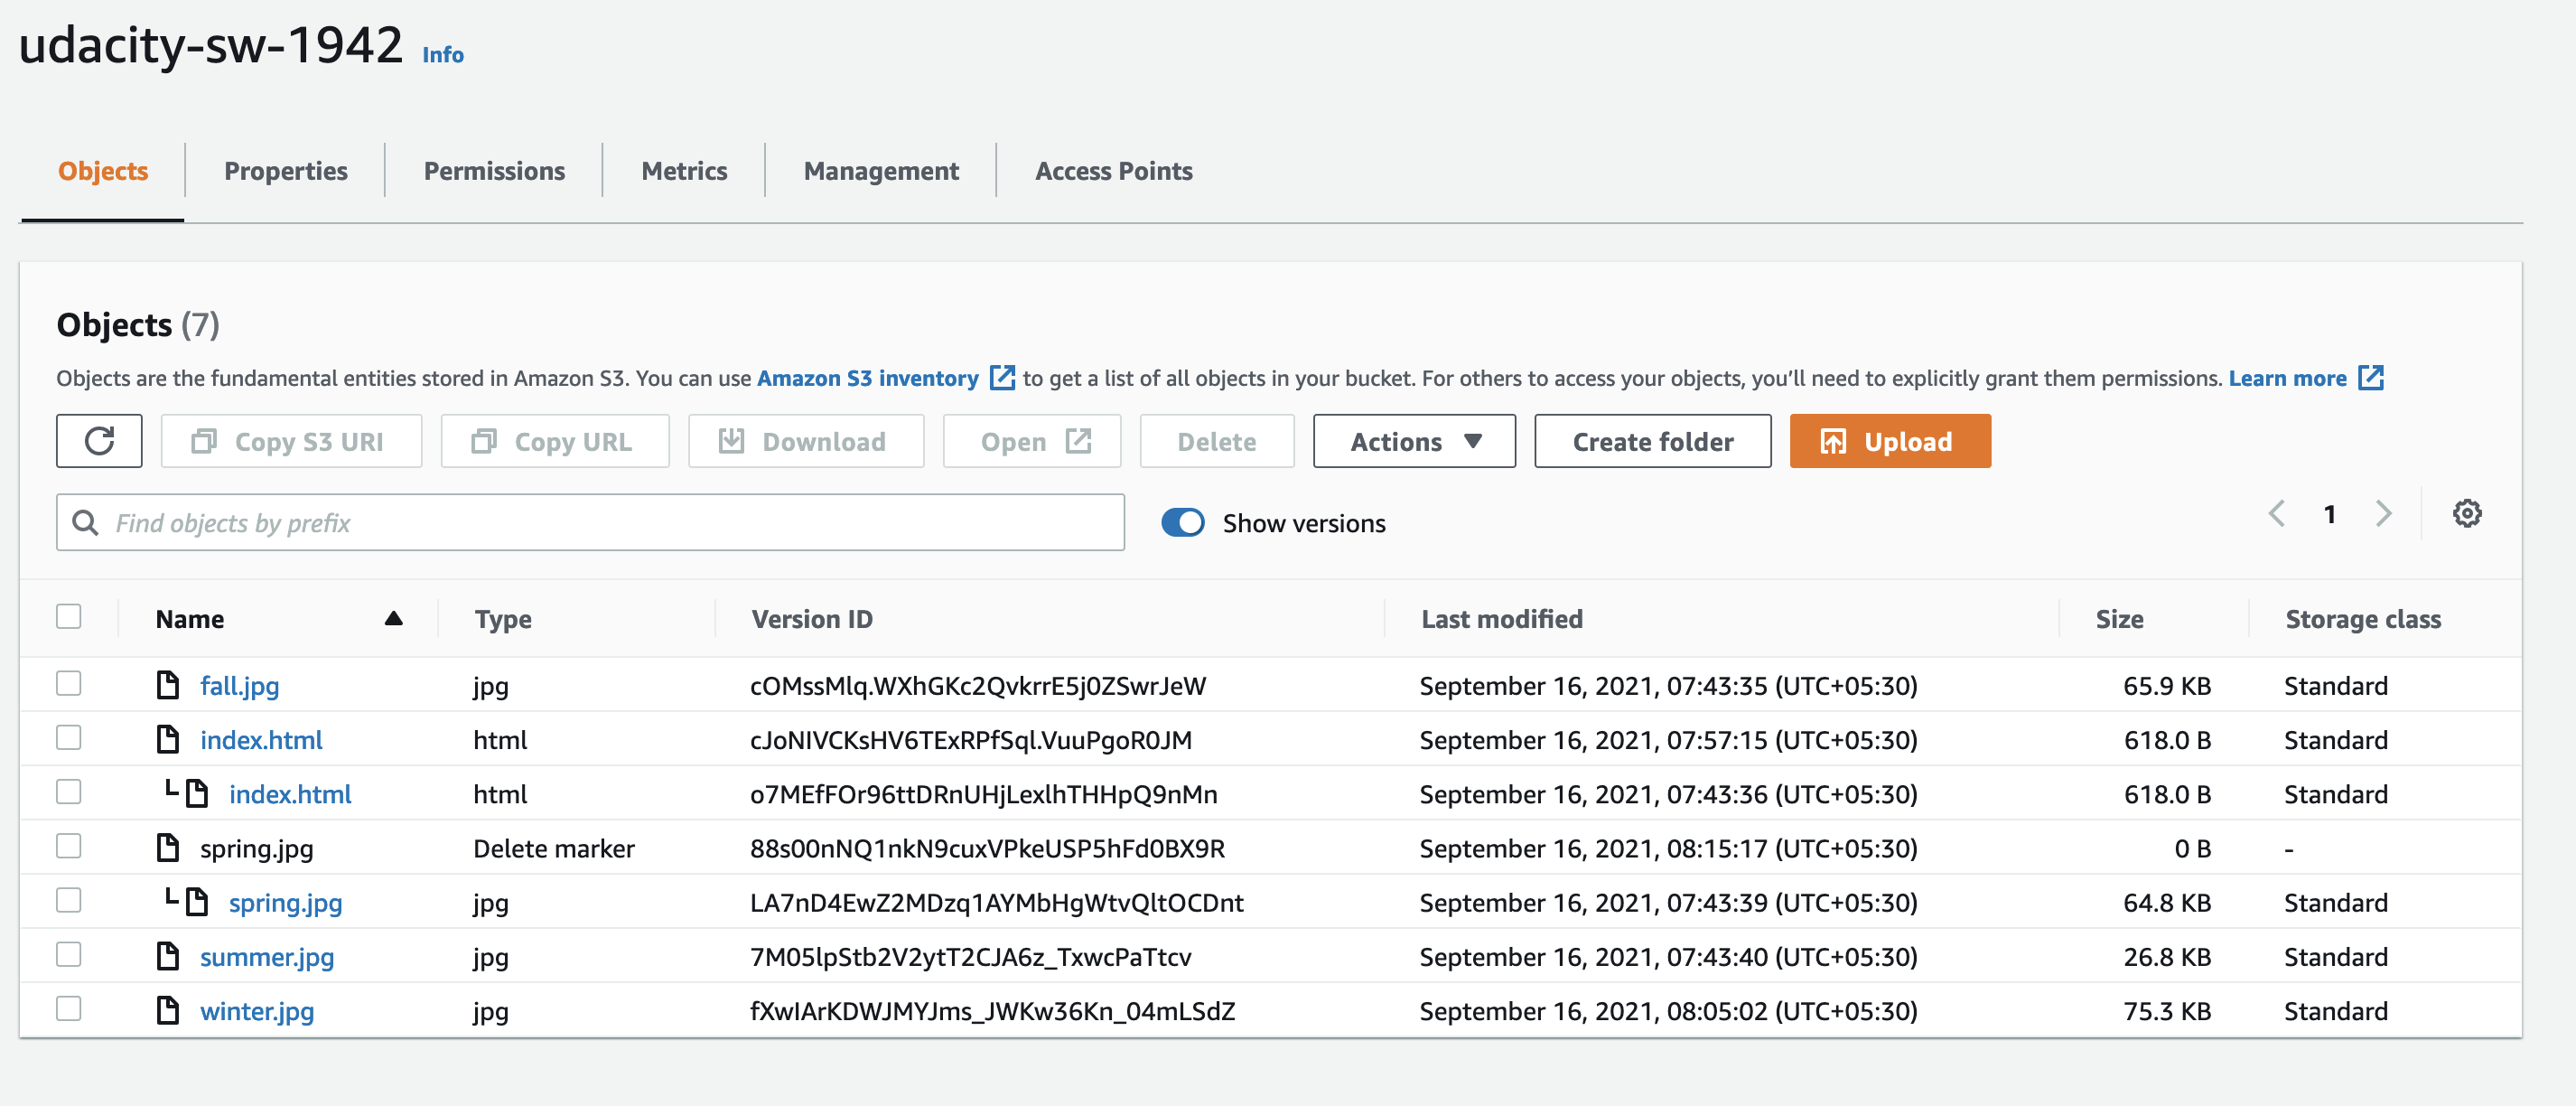 udacity-sw-1942 Info
Objects Properties Permissions Metrics Management Access Points
Objects (7)
Objects are the fundamental entities stored in Amazon S3. You can use Amazon S3 inventory to get a list of all objects in your bucket. For others to access your objects, you’ll need to explicitly grant them permissions. Learn more
Copy S3 URI Copy URL Download Open Delete Actions Create folder Upload
Find objects by prefix Show versions 1
Name Type Version ID Last modified Size Storage class
fall.jpg jpg cOMssMlq.WXhGKc2QvkrrE5j0ZSwrJeW September 16, 2021, 07:43:35 (UTC+05:30) 65.9 KB Standard
index.html html cJoNIVCKsHV6TExRPfSql.VuuPgoR0JM September 16, 2021, 07:57:15 (UTC+05:30) 618.0 B Standard
index.html html o7MEfFOr96ttDRnUHjLexlhTHHpQ9nMn September 16, 2021, 07:43:36 (UTC+05:30) 618.0 B Standard
spring.jpg Delete marker 88s00nNQ1nkN9cuxVPkeUSP5hFd0BX9R September 16, 2021, 08:15:17 (UTC+05:30) 0 B -
spring.jpg jpg LA7nD4EwZ2MDzq1AYMbHgWtvQltOCDnt September 16, 2021, 07:43:39 (UTC+05:30) 64.8 KB Standard
summer.jpg jpg 7M05lpStb2V2ytT2CJA6z_TxwcPaTtcv September 16, 2021, 07:43:40 (UTC+05:30) 26.8 KB Standard
winter.jpg jpg fXwIArKDWJMYJms_JWKw36Kn_04mLSdZ September 16, 2021, 08:05:02 (UTC+05:30) 75.3 KB Standard